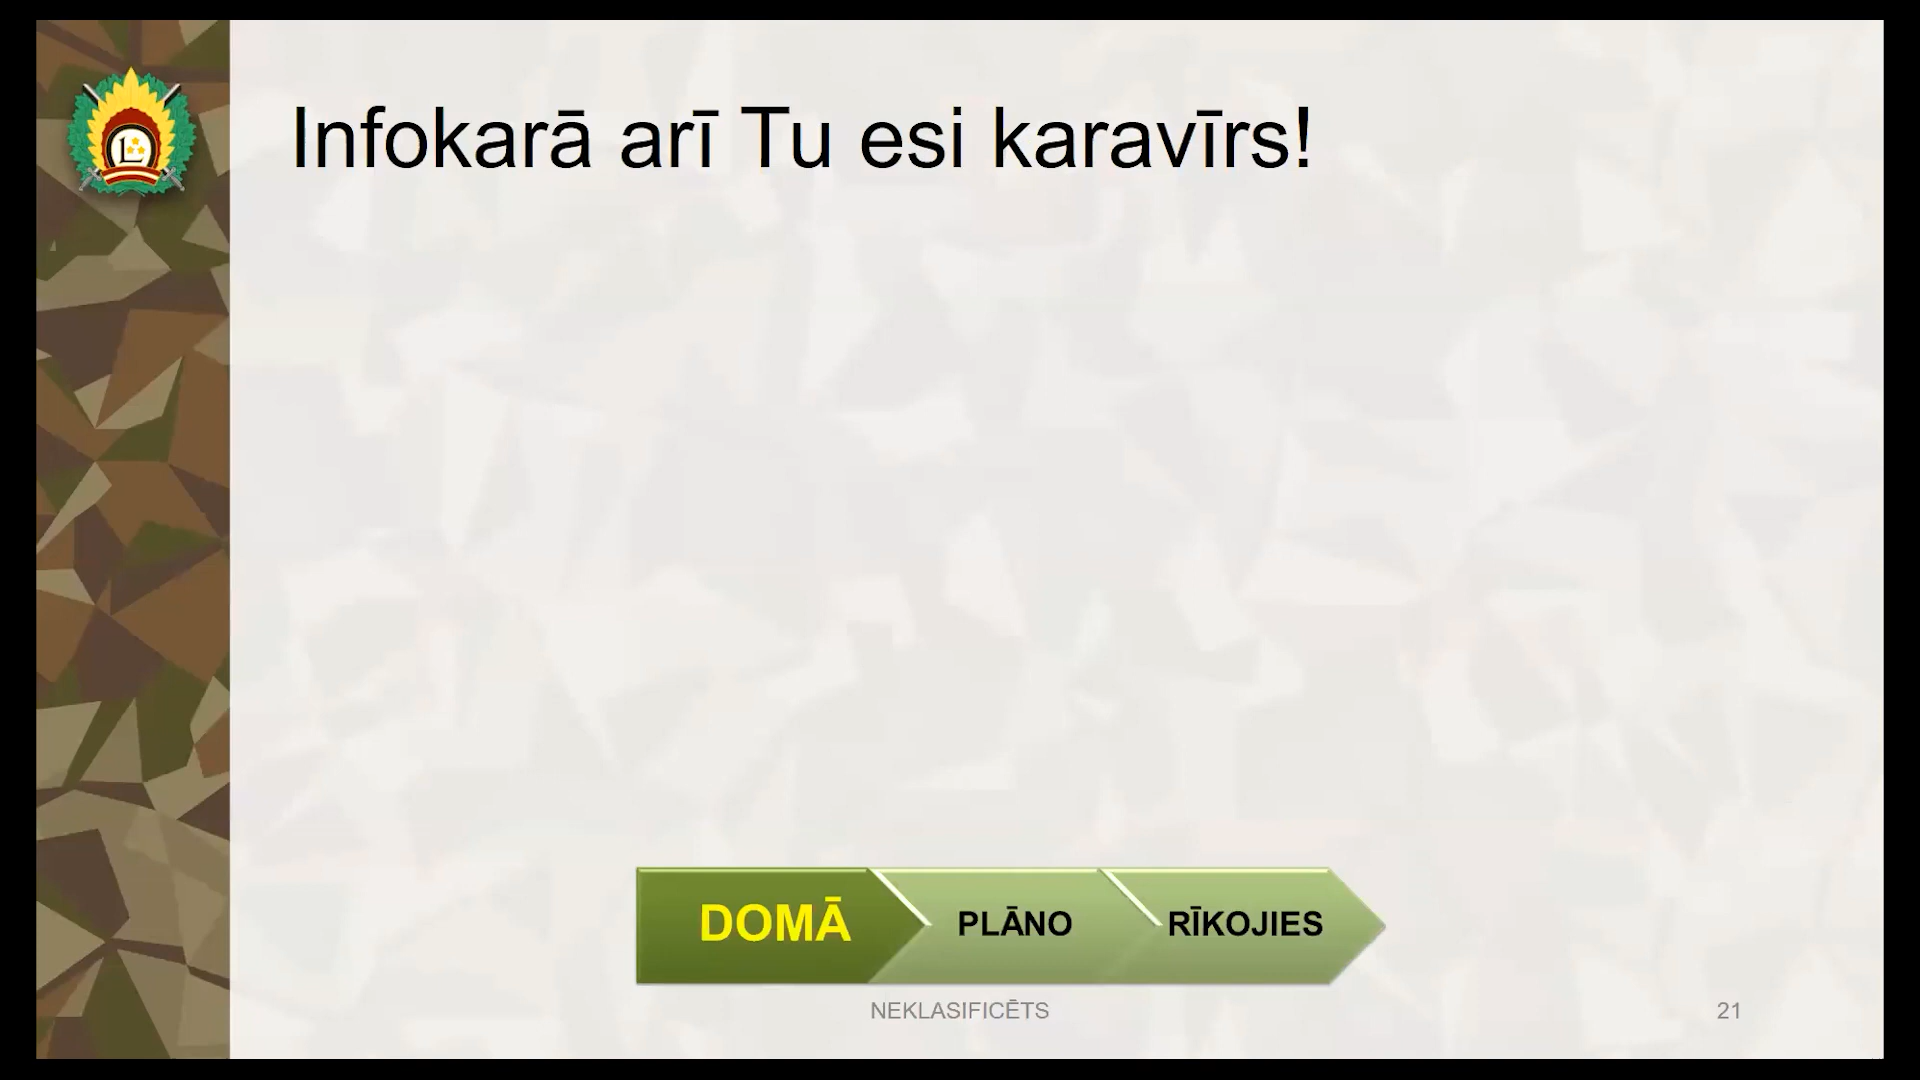 Infokarā arī Tu esi karavīrs!
DOMĀ PLĀNO RĪKOJIES
NEKLASIFICĒTS 21